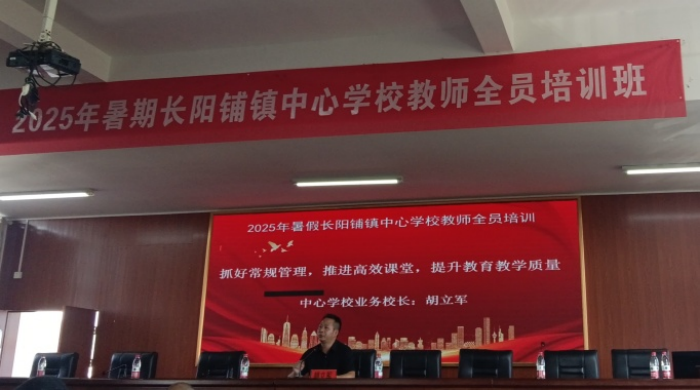 2025年暑期长阳铺镇中心学校教师全员培训班
2025年暑假长阳铺镇中心学校教师全员培训
抓好常规管理，推进高效课堂，提升教育教学质量
中心学校业务校长：胡立军